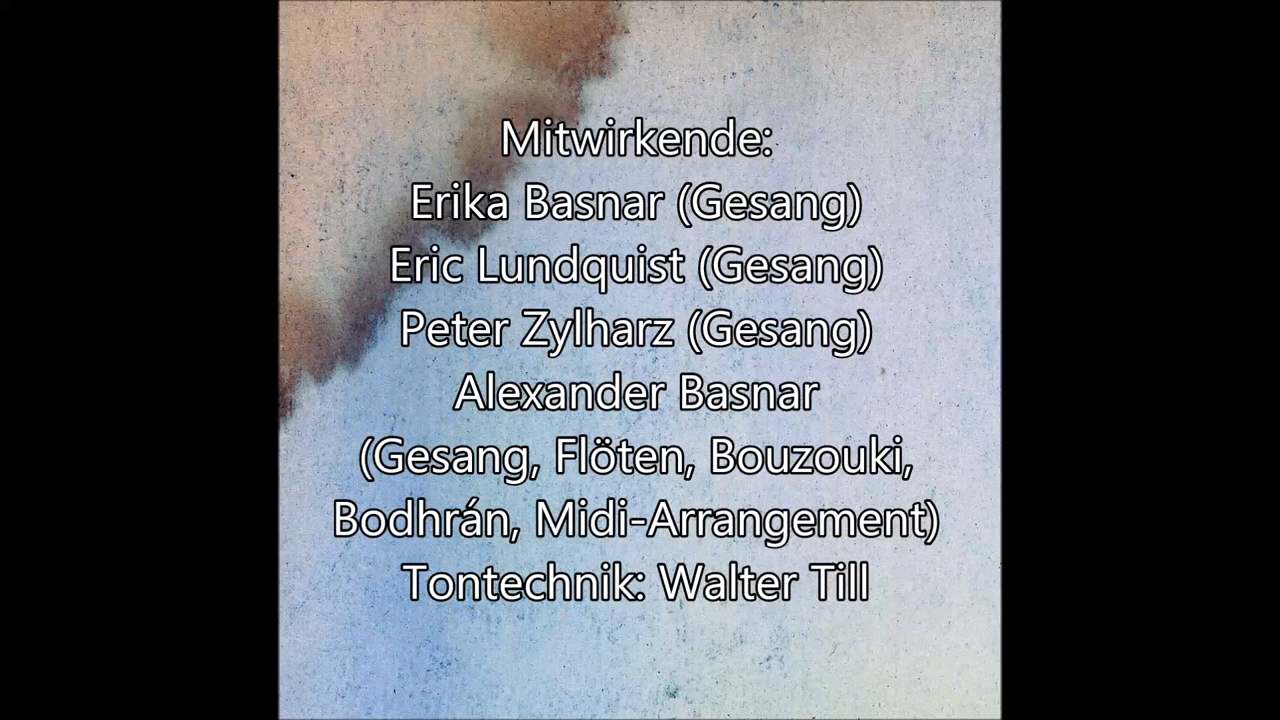 Mitwirkende:
Erika Basnar (Gesang)
Eric Lundquist (Gesang)
Peter Zylharz (Gesang)
Alexander Basnar
(Gesang, Flöten, Bouzouki,
Bodhrán, Midi-Arrangement)
Tontechnik: Walter Till